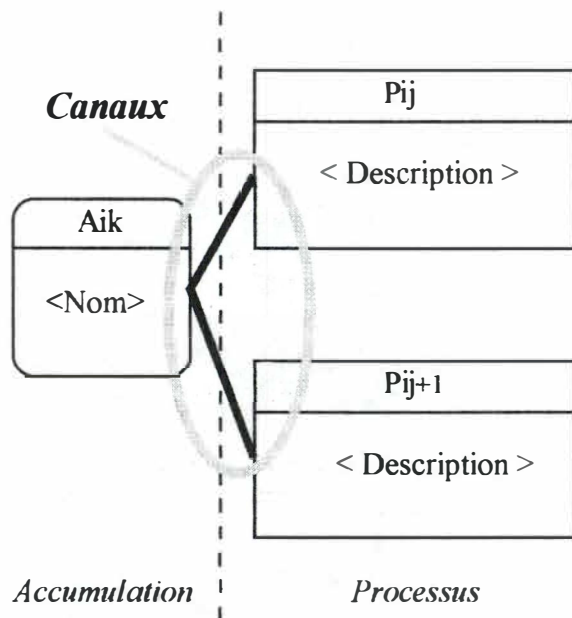 Pij
Canaux
< Description >
Aik
<Nom>
Pij+1
< Description >
Accumulation
Processus